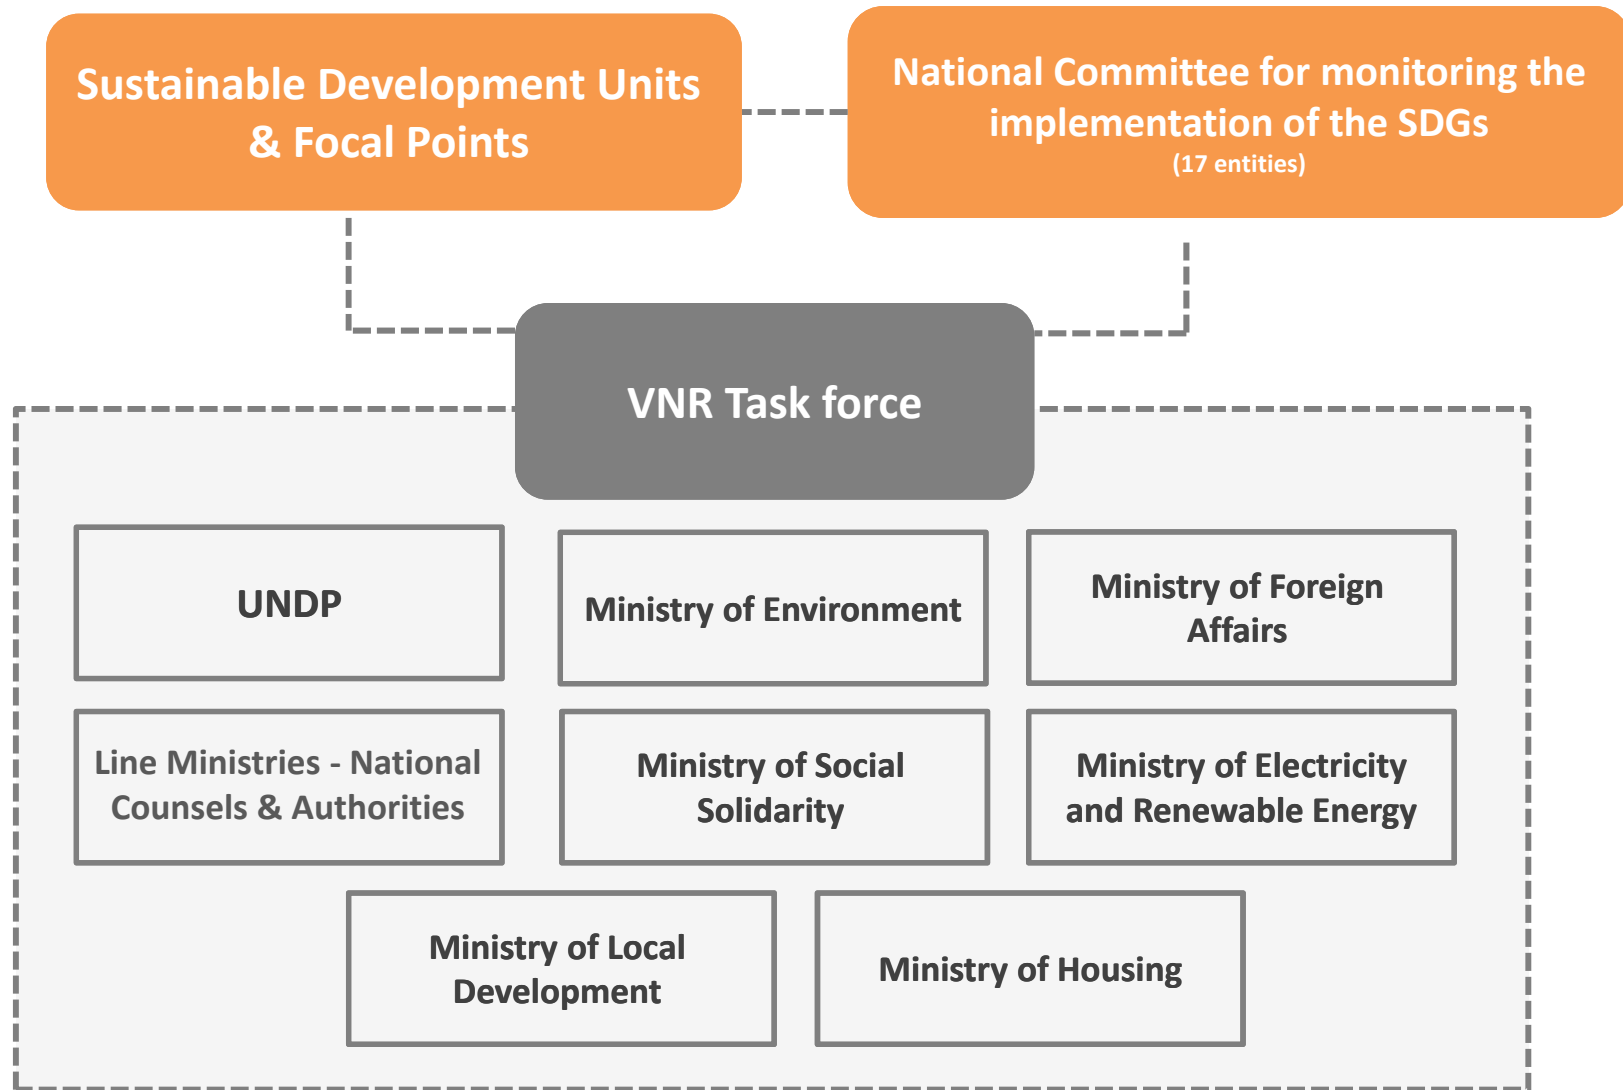 Sustainable Development Units
& Focal Points
National Committee for monitoring the
implementation of the SDGs
(17 entities)
VNR Task force
UNDP
Ministry of Environment
Ministry of Foreign
Affairs
Line Ministries - National
Counsels & Authorities
Ministry of Social
Solidarity
Ministry of Electricity
and Renewable Energy
Ministry of Local
Development
Ministry of Housing